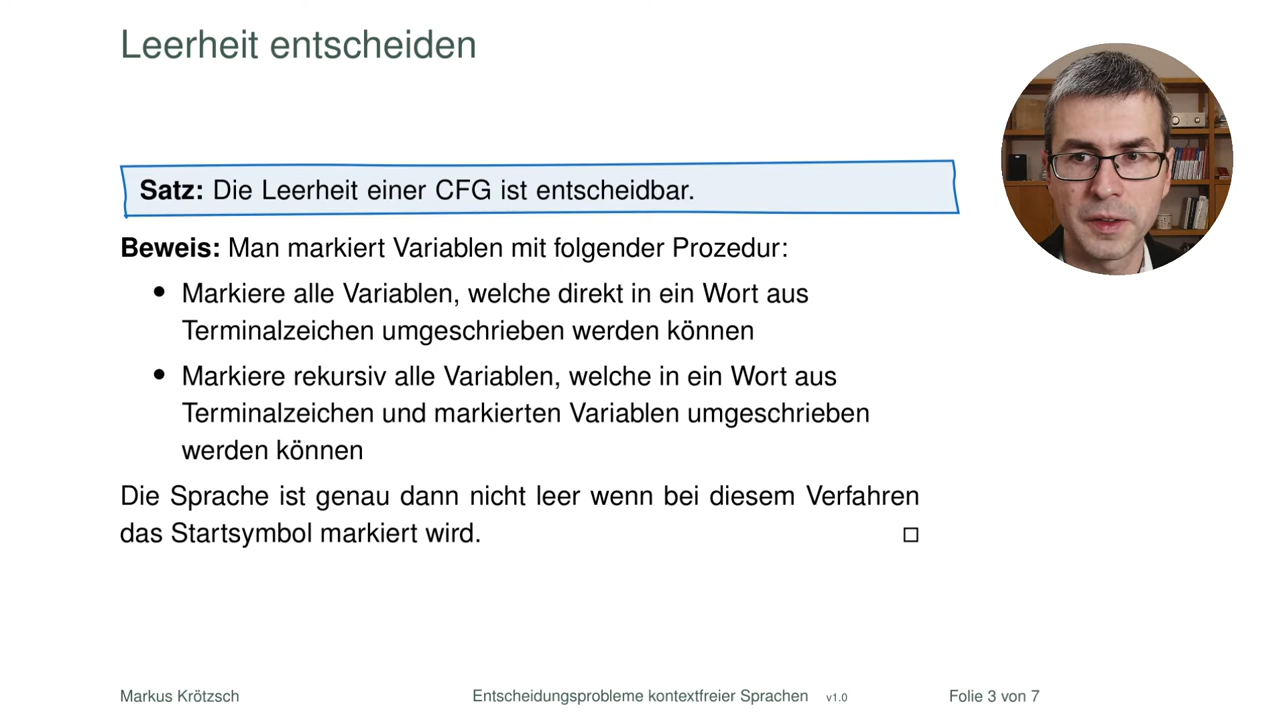 Leerheit entscheiden
Satz: Die Leerheit einer CFG ist entscheidbar.
Beweis: Man markiert Variablen mit folgender Prozedur:
• Markiere alle Variablen, welche direkt in ein Wort aus
Terminalzeichen umgeschrieben werden können
• Markiere rekursiv alle Variablen, welche in ein Wort aus
Terminalzeichen und markierten Variablen umgeschrieben
werden können
Die Sprache ist genau dann nicht leer wenn bei diesem Verfahren
das Startsymbol markiert wird. □
Markus Krötzsch Entscheidungsprobleme kontextfreier Sprachen v1.0 Folie 3 von 7